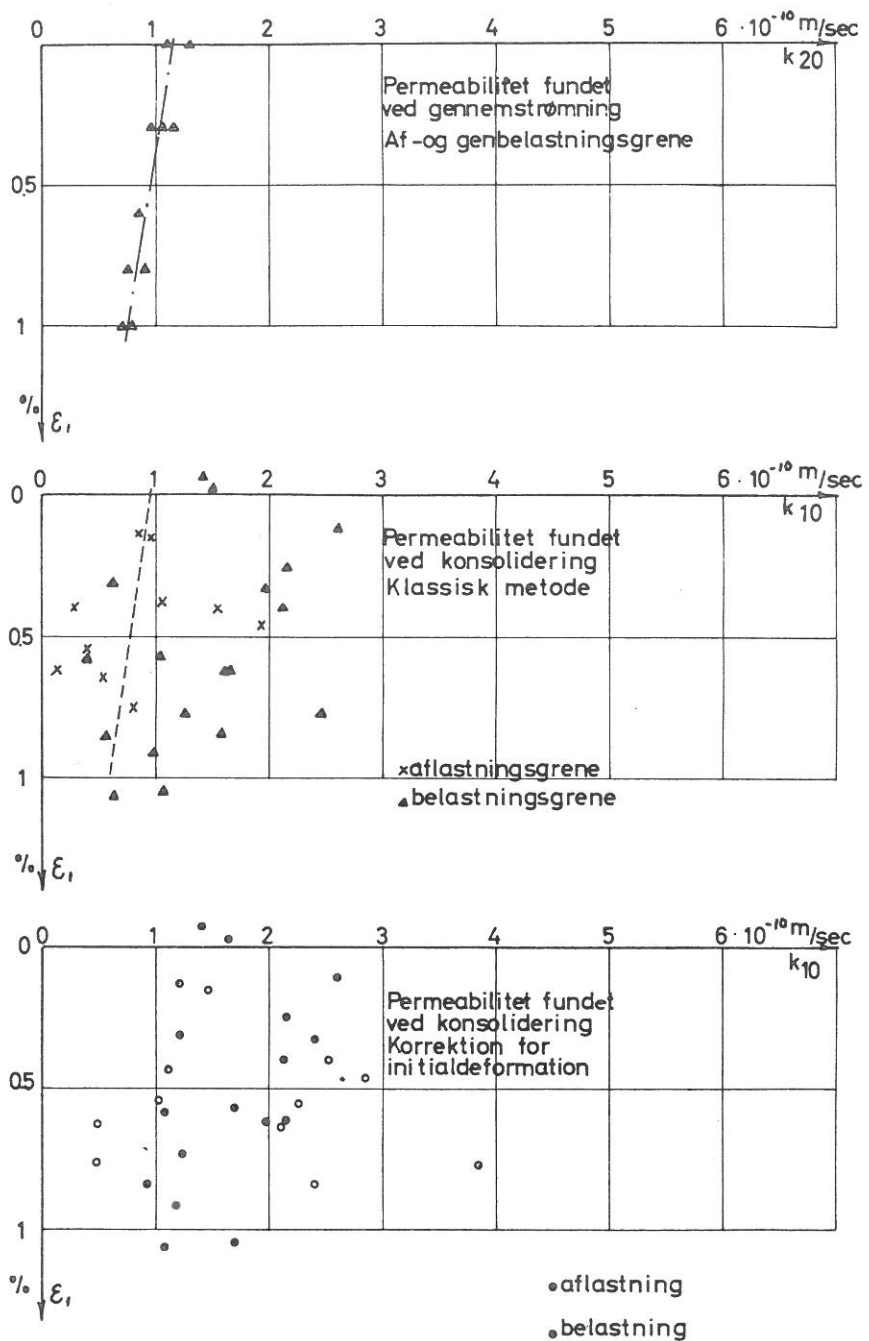 0 1 2 3 4 5 6 · 10⁻¹⁰ m/sec
k20
Permeabilitet fundet
ved gennemstrømning
Af-og genbelastningsgrene
0.5
1
% ε₁
0 1 2 3 4 5 6 · 10⁻¹⁰ m/sec
0
k10
Permeabilitet fundet
ved konsolidering
Klassisk metode
0.5
×aflastningsgrene
1
▲belastningsgrene
% ε₁
0 1 2 3 4 5 6 · 10⁻¹⁰ m/sec
0
k10
Permeabilitet fundet
ved konsolidering
Korrektion for
initialdeformation
0.5
1
% ε₁
•aflastning
•belastning